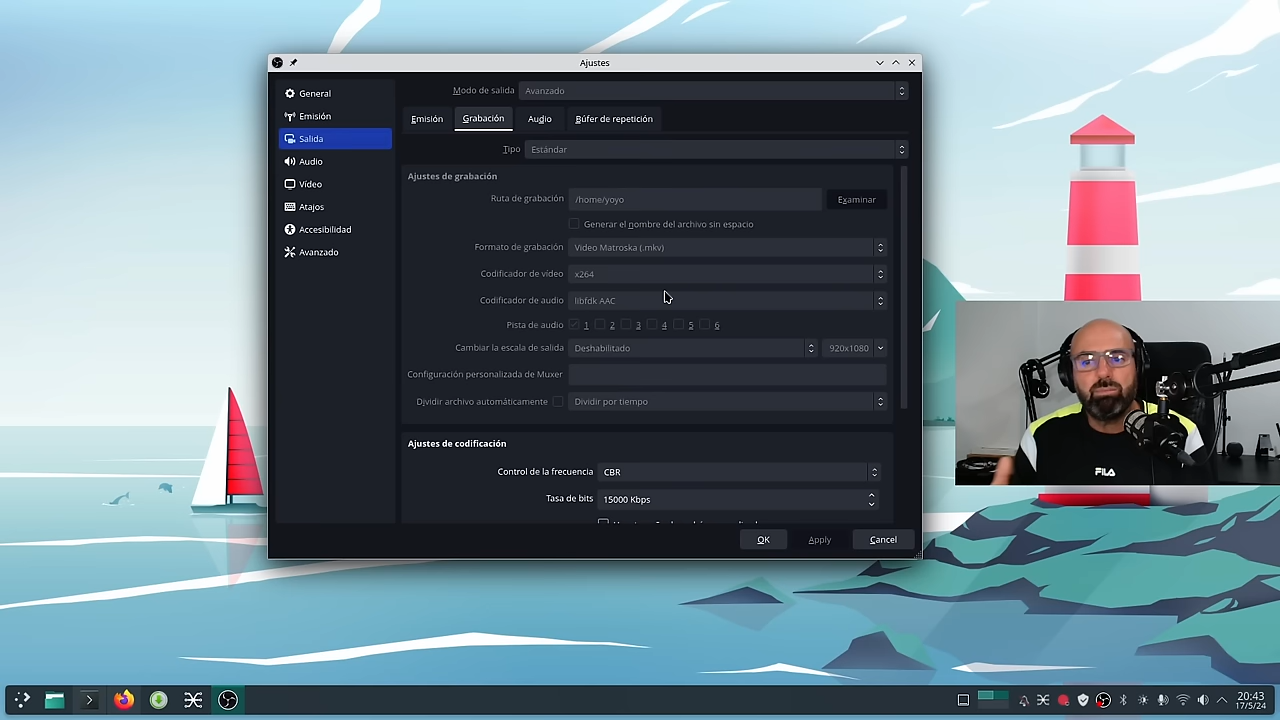 Ajustes
General
Emisión
Salida
Audio
Vídeo
Atajos
Accesibilidad
Avanzado
Modo de salida Avanzado
Emisión Grabación Audio Búfer de repetición
Tipo Estándar
Ajustes de grabación
Ruta de grabación /home/yoyo Examinar
Generar el nombre del archivo sin espacio
Formato de grabación Video Matroska (.mkv)
Codificador de vídeo x264
Codificador de audio libfdk AAC
Pista de audio 1 2 3 4 5 6
Cambiar la escala de salida Deshabilitado 920x1080
Configuración personalizada de Muxer
Dividir archivo automáticamente Dividir por tiempo
Ajustes de codificación
Control de la frecuencia CBR
Tasa de bits 15000 Kbps
OK Apply Cancel
FILA
20:43
17/5/24